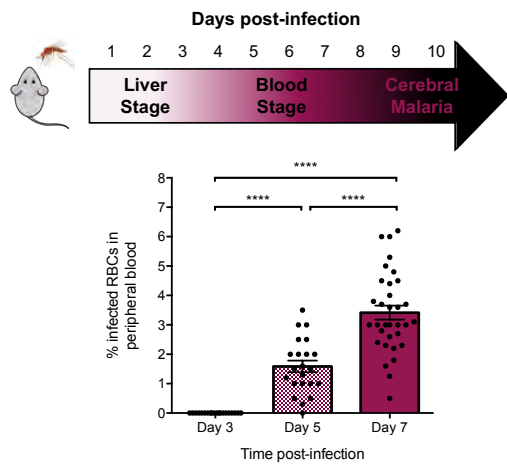 Days post-infection
1 2 3 4 5 6 7 8 9 10
Liver Stage
Blood Stage
Cerebral Malaria
****
**** ****
% infected RBCs in peripheral blood
8
7
6
5
4
3
2
1
0
Day 3 Day 5 Day 7
Time post-infection